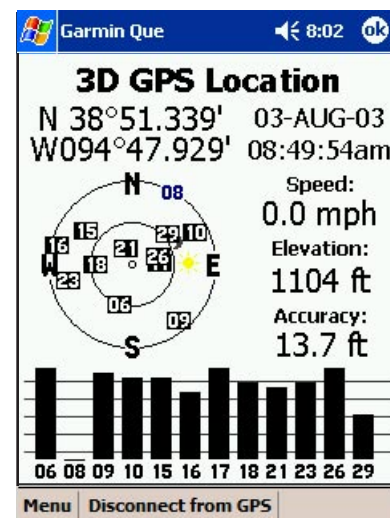 Garmin Que 8:02 ok
3D GPS Location
N 38°51.339' 03-AUG-03
W094°47.929' 08:49:54am
Speed:
0.0 mph
Elevation:
1104 ft
Accuracy:
13.7 ft
N
08
15
29 10
16
21
26
W
18
E
23
06
09
S
06 08 09 10 15 16 17 18 21 23 26 29
Menu Disconnect from GPS